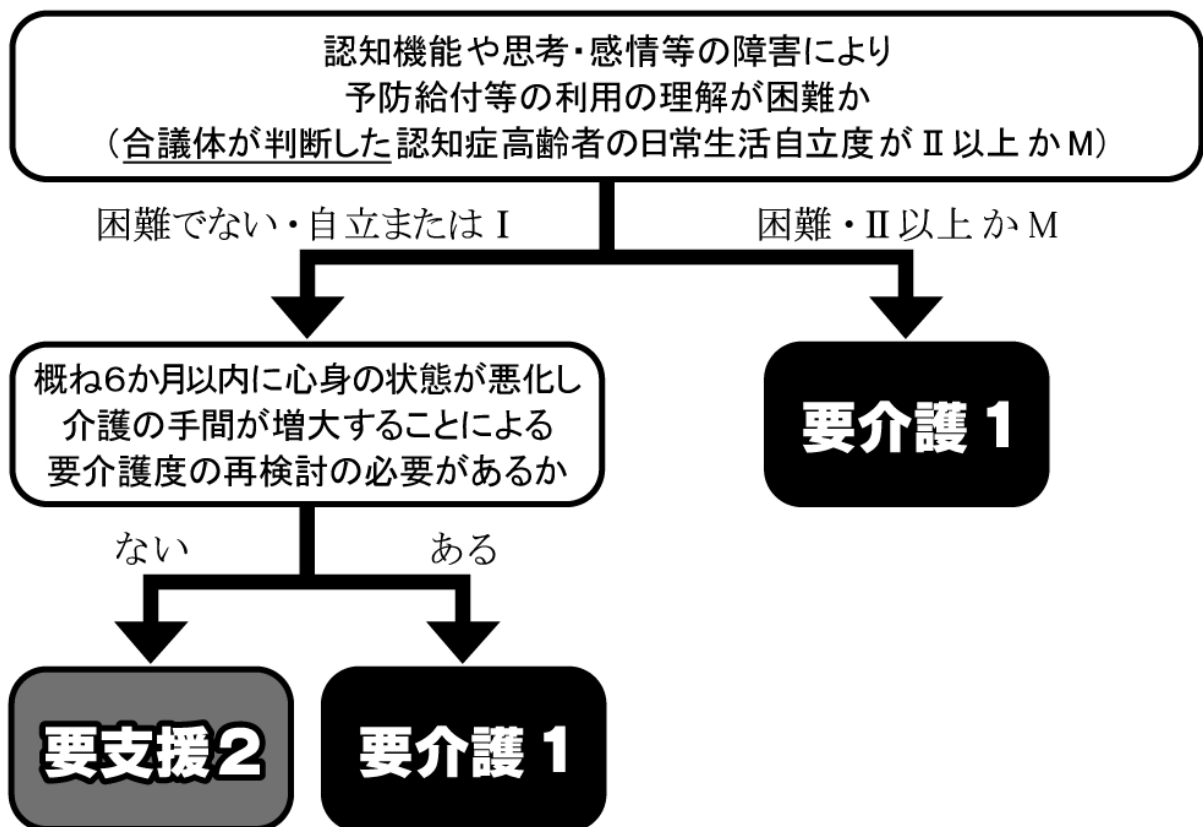 認知機能や思考・感情等の障害により
予防給付等の利用の理解が困難か
（合議体が判断した認知症高齢者の日常生活自立度がⅡ以上かM）
困難でない・自立またはⅠ
困難・Ⅱ以上かM
概ね6か月以内に心身の状態が悪化し
介護の手間が増大することによる
要介護度の再検討の必要があるか
要介護1
ない
ある
要支援2
要介護1